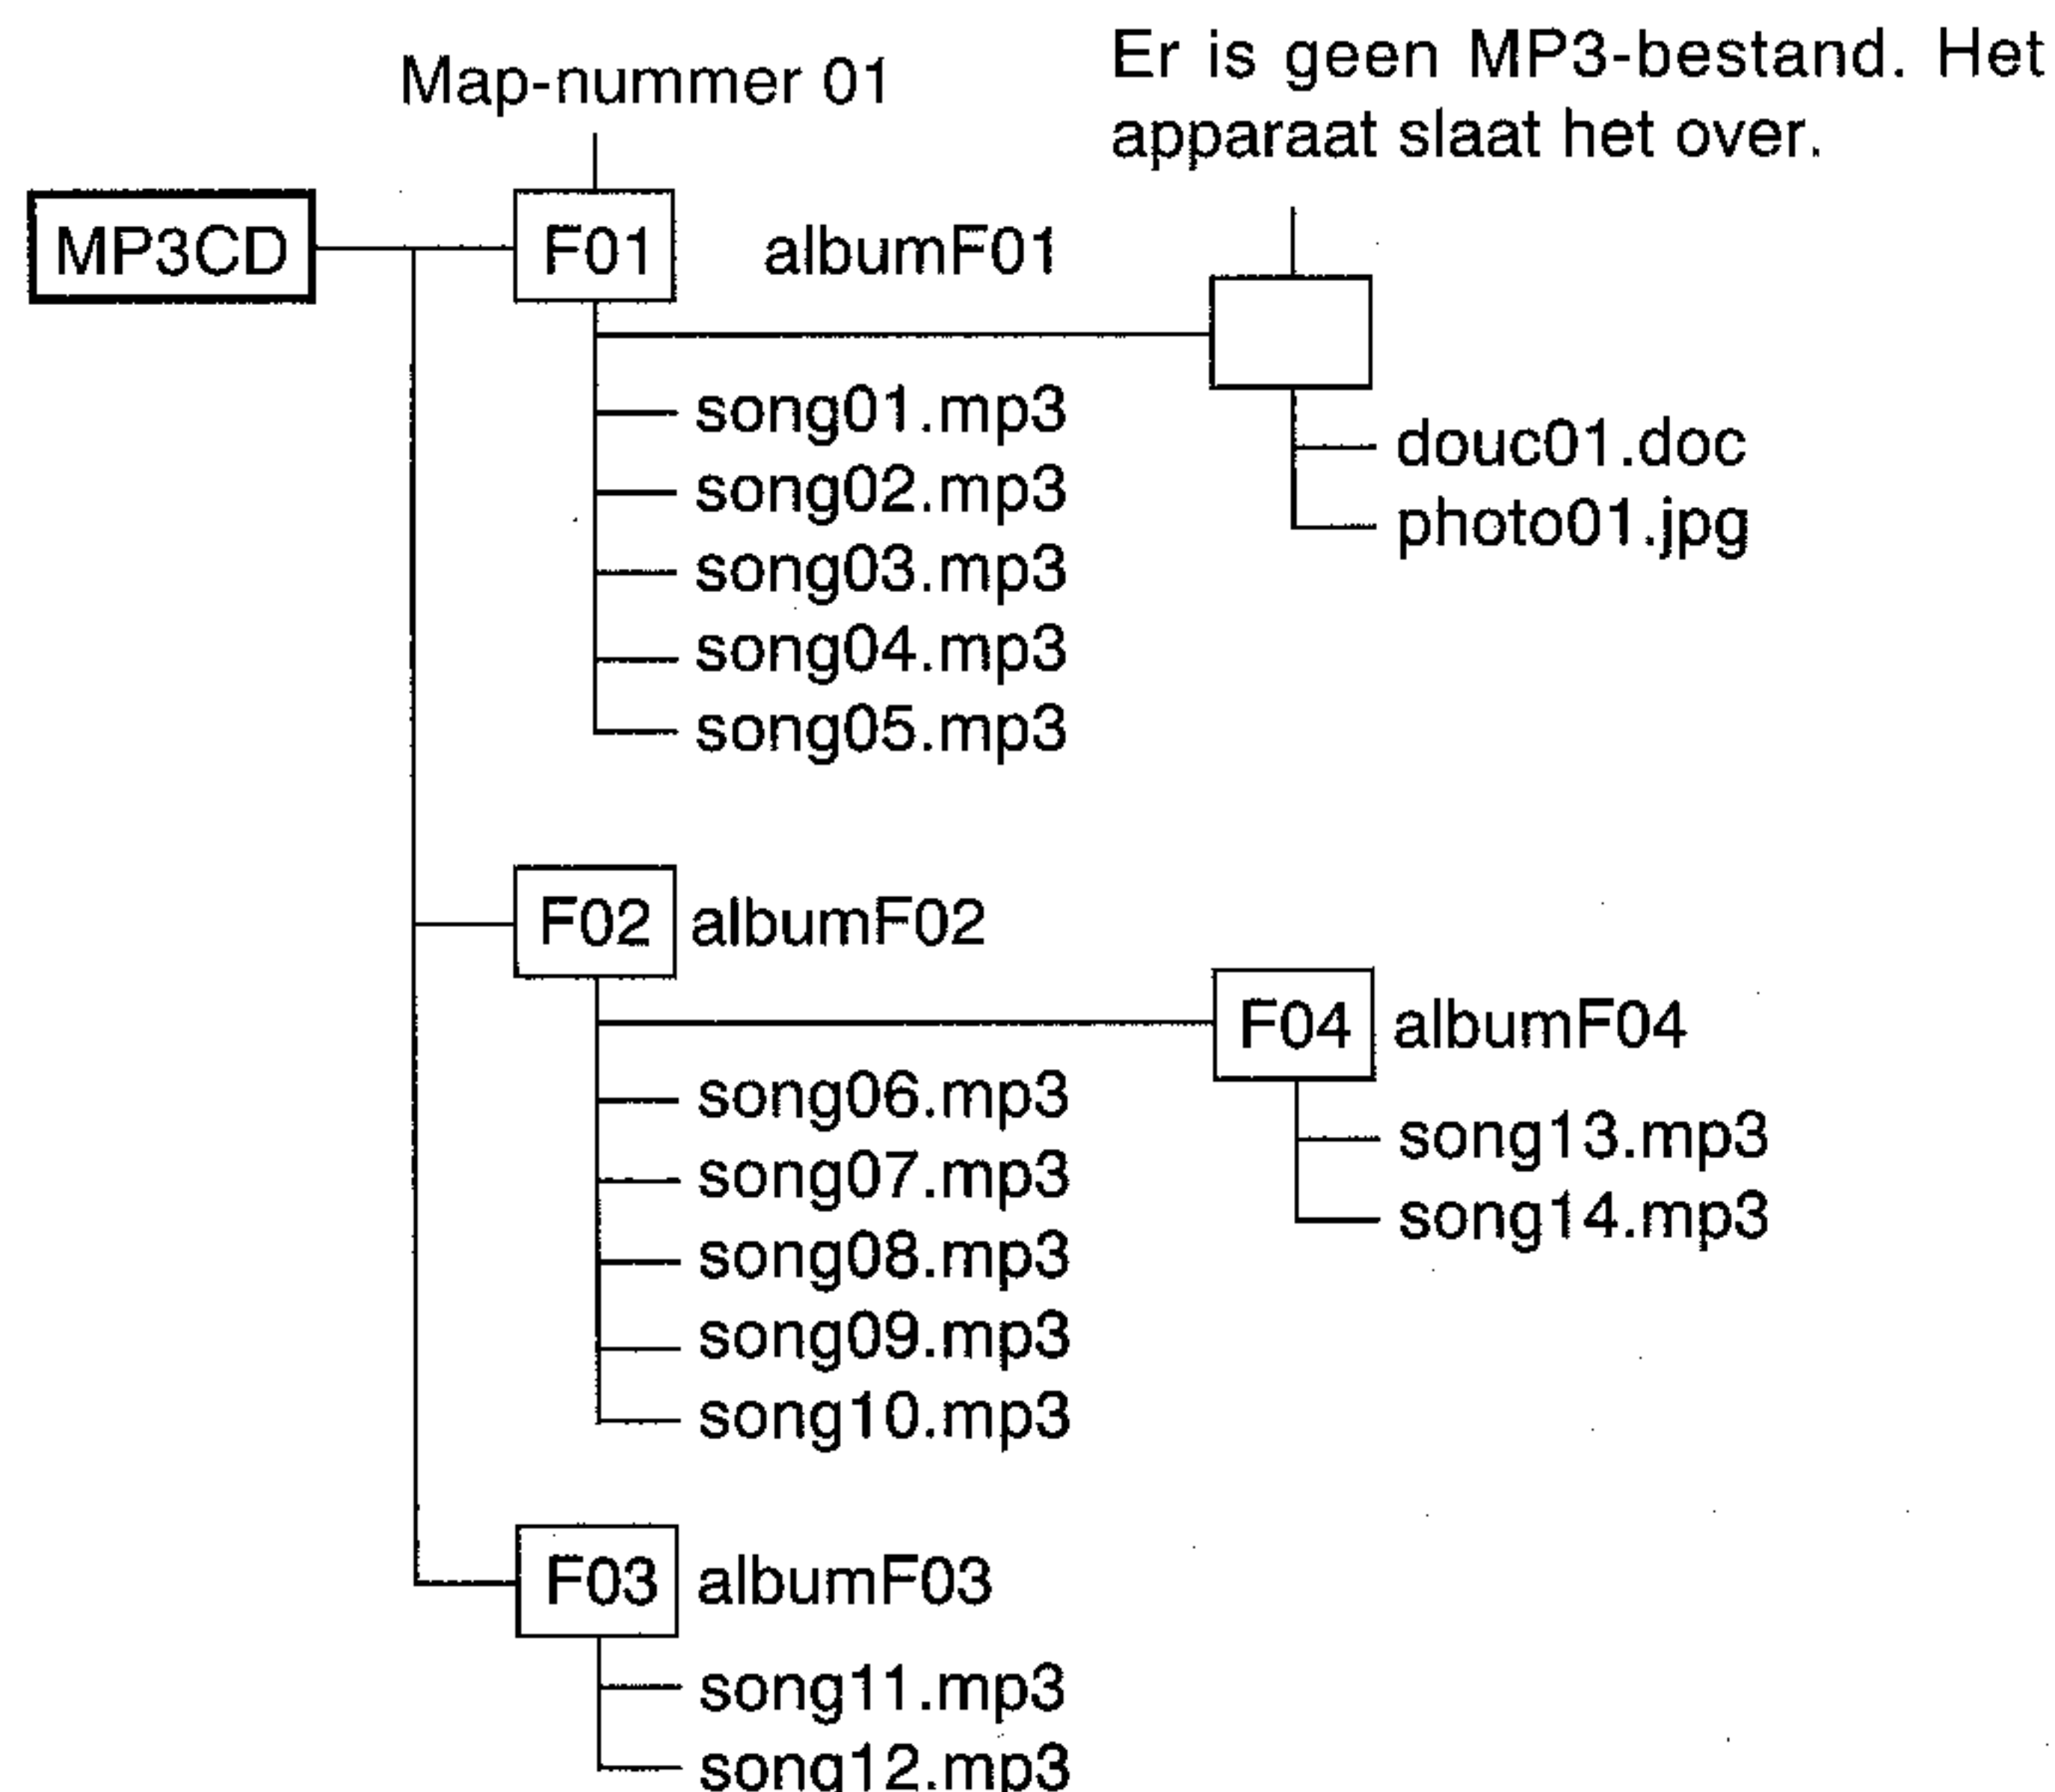 Map-nummer 01
Er is geen MP3-bestand. Het
apparaat slaat het over.
MP3CD
F01
albumF01
song01.mp3
song02.mp3
song03.mp3
song04.mp3
song05.mp3
douc01.doc
photo01.jpg
F02
albumF02
song06.mp3
song07.mp3
song08.mp3
song09.mp3
song10.mp3
F04
albumF04
song13.mp3
song14.mp3
F03
albumF03
song11.mp3
song12.mp3